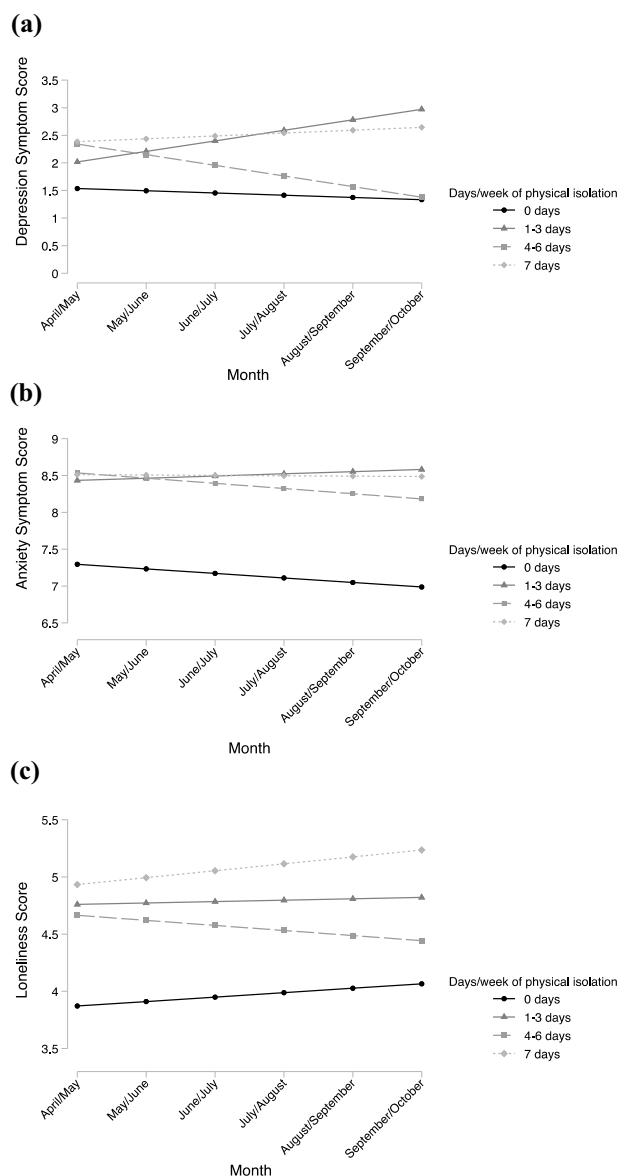 (a)
Depression Symptom Score
3.5
3
2.5
2
1.5
1
0.5
0
April/May
May/June
June/July
July/August
August/September
September/October
Month
Days/week of physical isolation
0 days
1-3 days
4-6 days
7 days
(b)
Anxiety Symptom Score
9
8.5
8
7.5
7
6.5
April/May
May/June
June/July
July/August
August/September
September/October
Month
Days/week of physical isolation
0 days
1-3 days
4-6 days
7 days
(c)
Loneliness Score
5.5
5
4.5
4
3.5
April/May
May/June
June/July
July/August
August/September
September/October
Month
Days/week of physical isolation
0 days
1-3 days
4-6 days
7 days